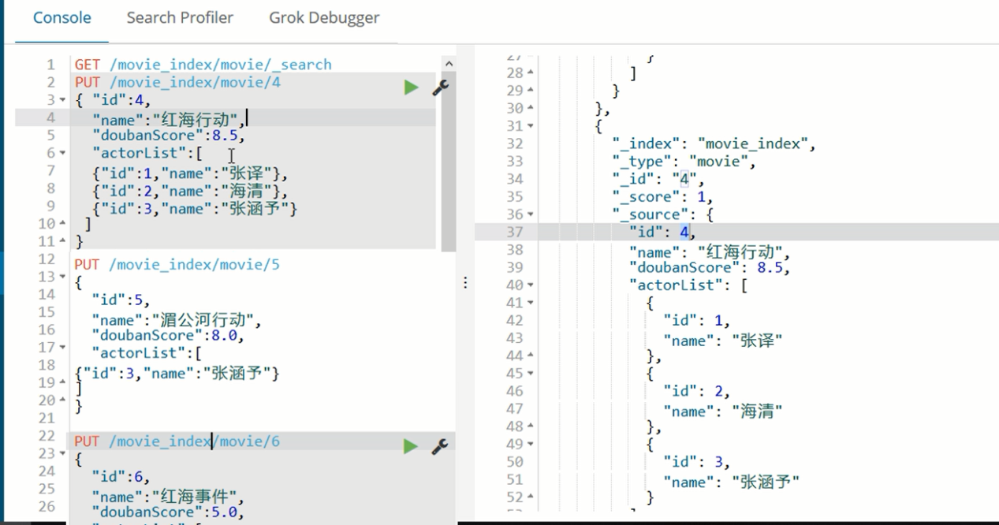 Console Search Profiler Grok Debugger
1 GET /movie_index/movie/_search
2 PUT /movie_index/movie/4
3 { "id":4,
4 "name":"红海行动",
5 "doubanScore":8.5,
6 "actorList":[
7 {"id":1,"name":"张译"},
8 {"id":2,"name":"海清"},
9 {"id":3,"name":"张涵予"}
10 ]
11 }
12 PUT /movie_index/movie/5
13 {
14 "id":5,
15 "name":"湄公河行动",
16 "doubanScore":8.0,
17 "actorList":[
18 {"id":3,"name":"张涵予"}
19 ]
20 }
21
22 PUT /movie_index/movie/6
23 {
24 "id":6,
25 "name":"红海事件",
26 "doubanScore":5.0,
27 }
28 ]
29 }
30 },
31 {
32 "_index": "movie_index",
33 "_type": "movie",
34 "_id": "4",
35 "_score": 1,
36 "_source": {
37 "id": 4,
38 "name": "红海行动",
39 "doubanScore": 8.5,
40 "actorList": [
41 {
42 "id": 1,
43 "name": "张译"
44 },
45 {
46 "id": 2,
47 "name": "海清"
48 },
49 {
50 "id": 3,
51 "name": "张涵予"
52 }